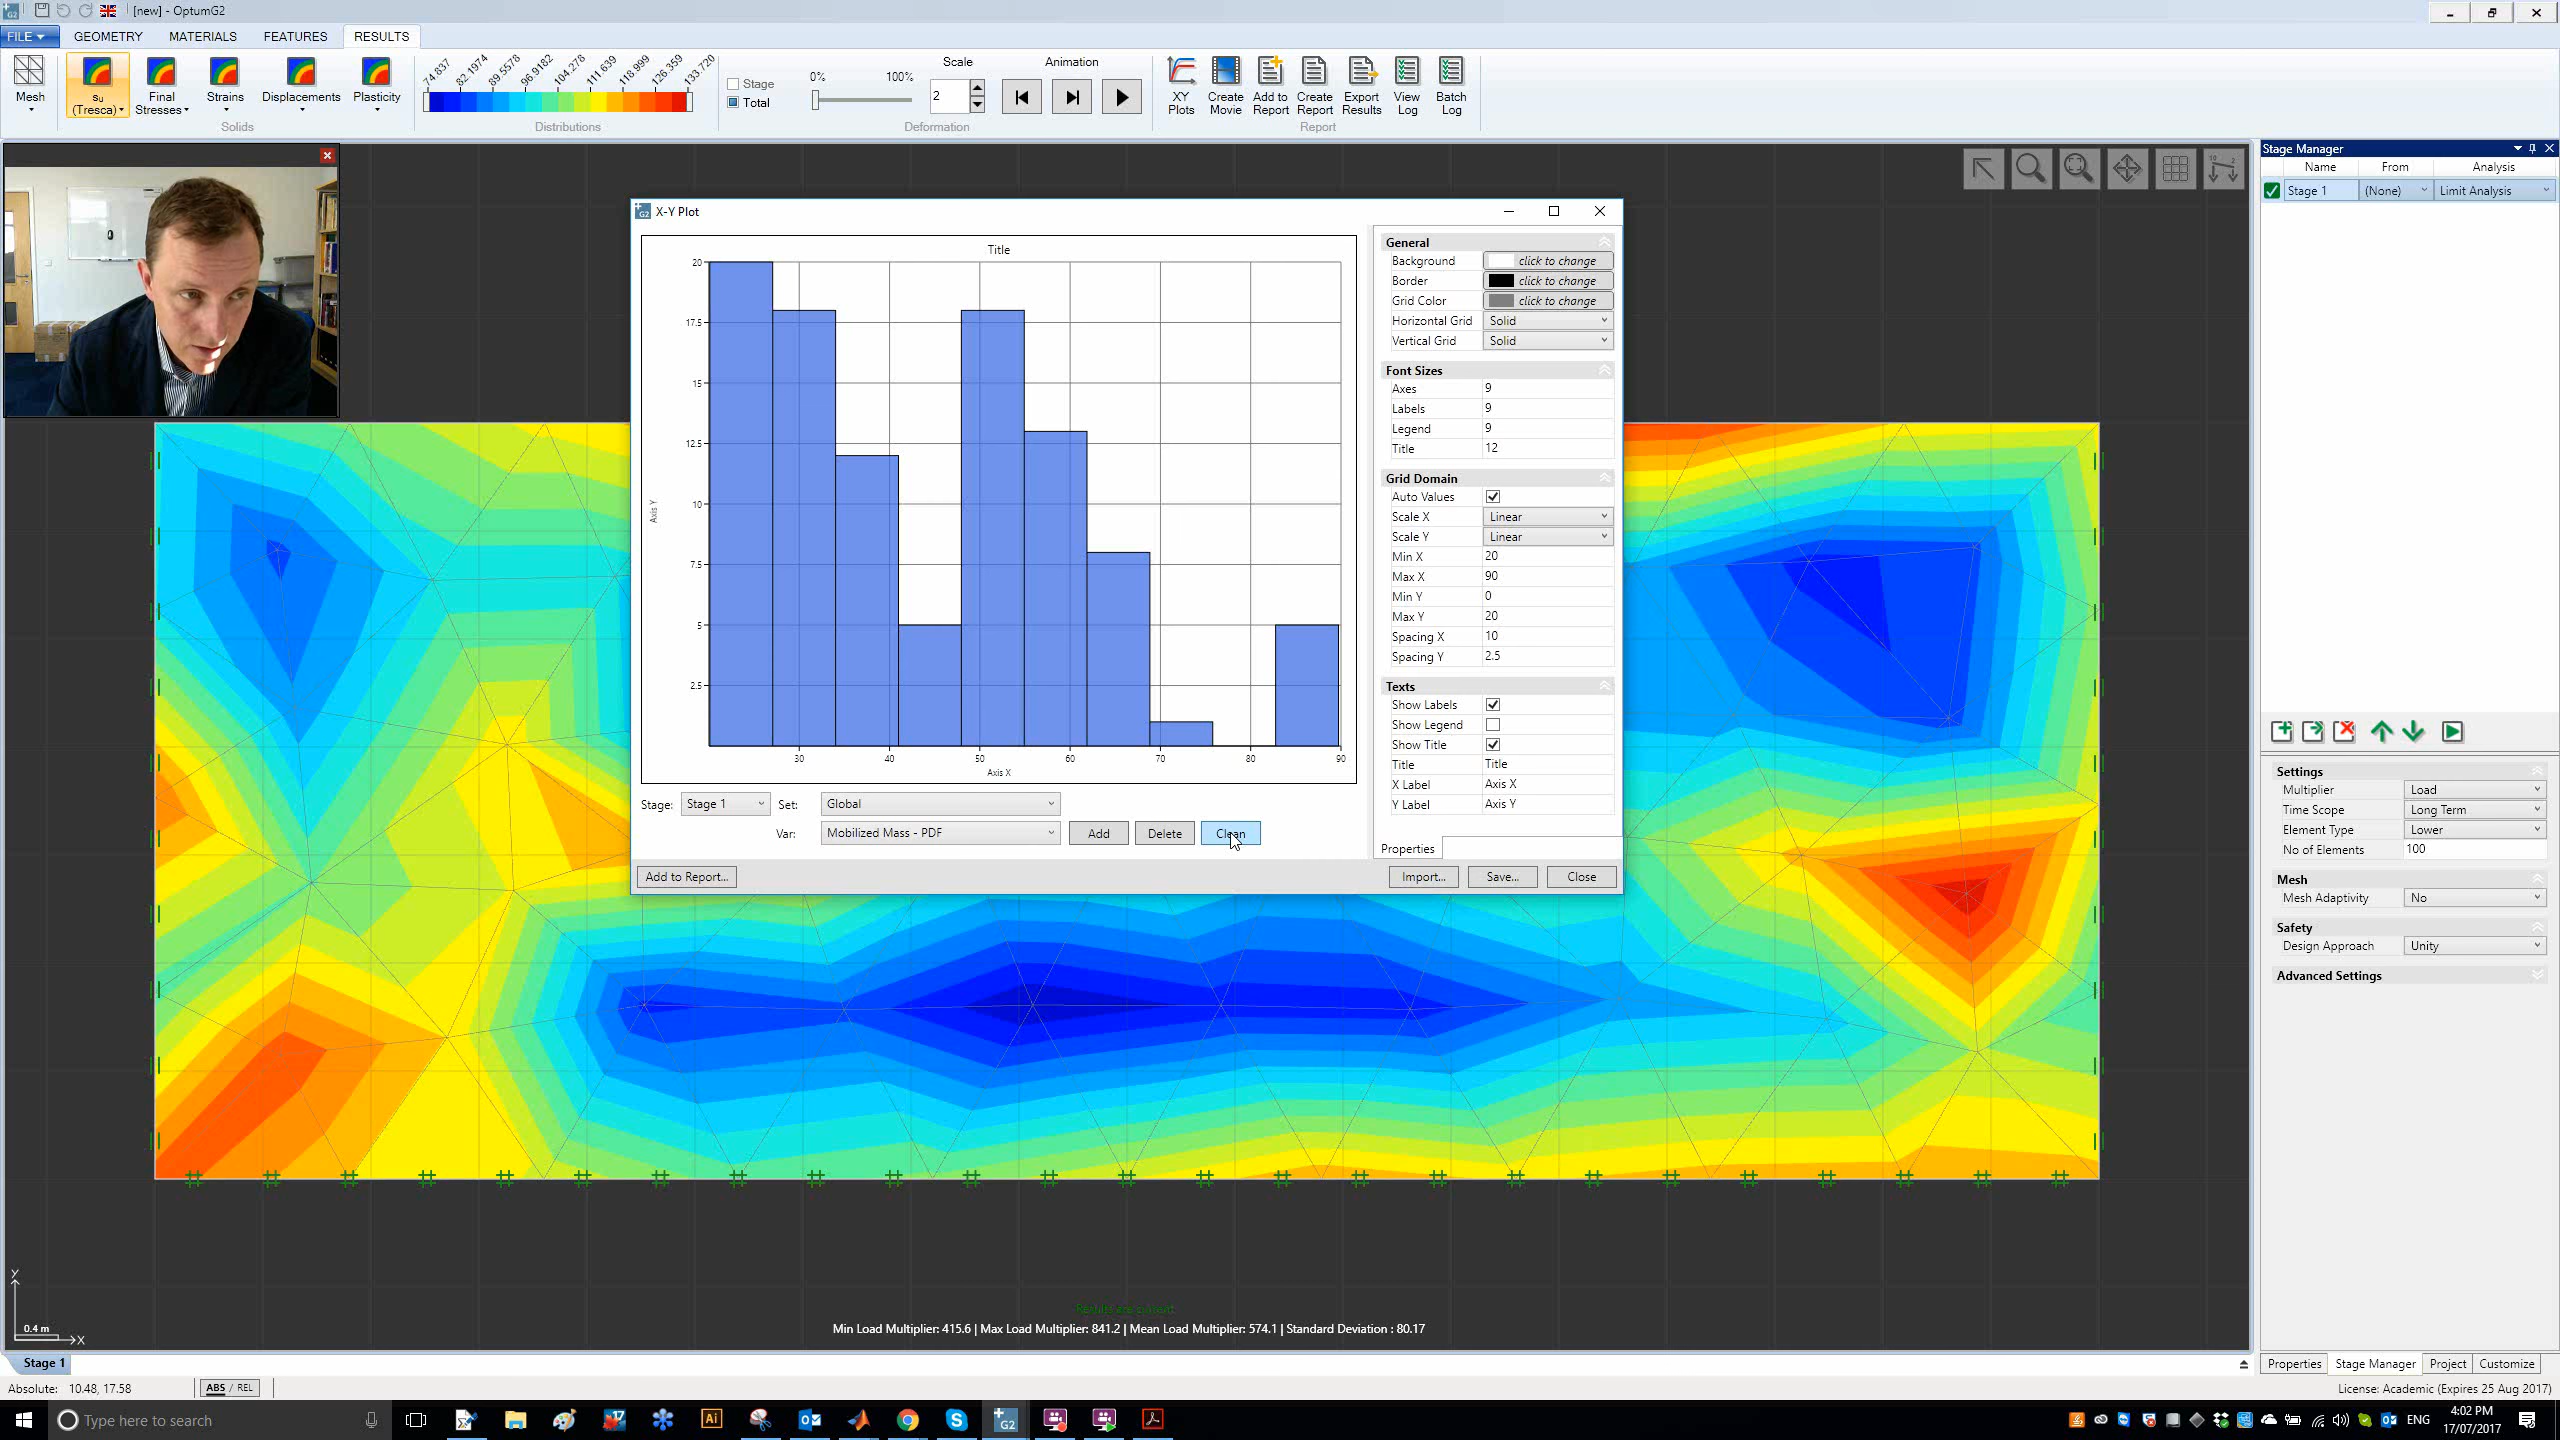 [new] - OptumG2
FILE GEOMETRY MATERIALS FEATURES RESULTS
Mesh
su (Tresca)
Final Stresses
Strains
Displacements
Plasticity
Solids
74.837 82.1974 89.5578 96.9182 104.278 111.639 118.999 126.359 133.720
Distributions
Stage
Total
0% 100%
Scale
2
Animation
Deformation
XY Plots
Create Movie
Add to Report
Create Report
Export Results
View Log
Batch Log
Report
Stage Manager
Name From Analysis
Stage 1 (None) Limit Analysis
X-Y Plot
Title
20
17.5
15
12.5
10
7.5
5
2.5
Axis Y
30 40 50 60 70 80 90
Axis X
Stage: Stage 1 Set: Global
Var: Mobilized Mass - PDF Add Delete Clean
Add to Report... Import... Save... Close
General
Background click to change
Border click to change
Grid Color click to change
Horizontal Grid Solid
Vertical Grid Solid
Font Sizes
Axes 9
Labels 9
Legend 9
Title 12
Grid Domain
Auto Values
Scale X Linear
Scale Y Linear
Min X 20
Max X 90
Min Y 0
Max Y 20
Spacing X 10
Spacing Y 2.5
Texts
Show Labels
Show Legend
Show Title
Title Title
X Label Axis X
Y Label Axis Y
Properties
Settings
Multiplier Load
Time Scope Long Term
Element Type Lower
No of Elements 100
Mesh
Mesh Adaptivity No
Safety
Design Approach Unity
Advanced Settings
Y
0.4 m
X
Results are current
Min Load Multiplier: 415.6 | Max Load Multiplier: 841.2 | Mean Load Multiplier: 574.1 | Standard Deviation : 80.17
Stage 1
Properties Stage Manager Project Customize
Absolute: 10.48, 17.58 ABS / REL
License: Academic (Expires 25 Aug 2017)
Type here to search
Ai
G2
ENG
4:02 PM
17/07/2017